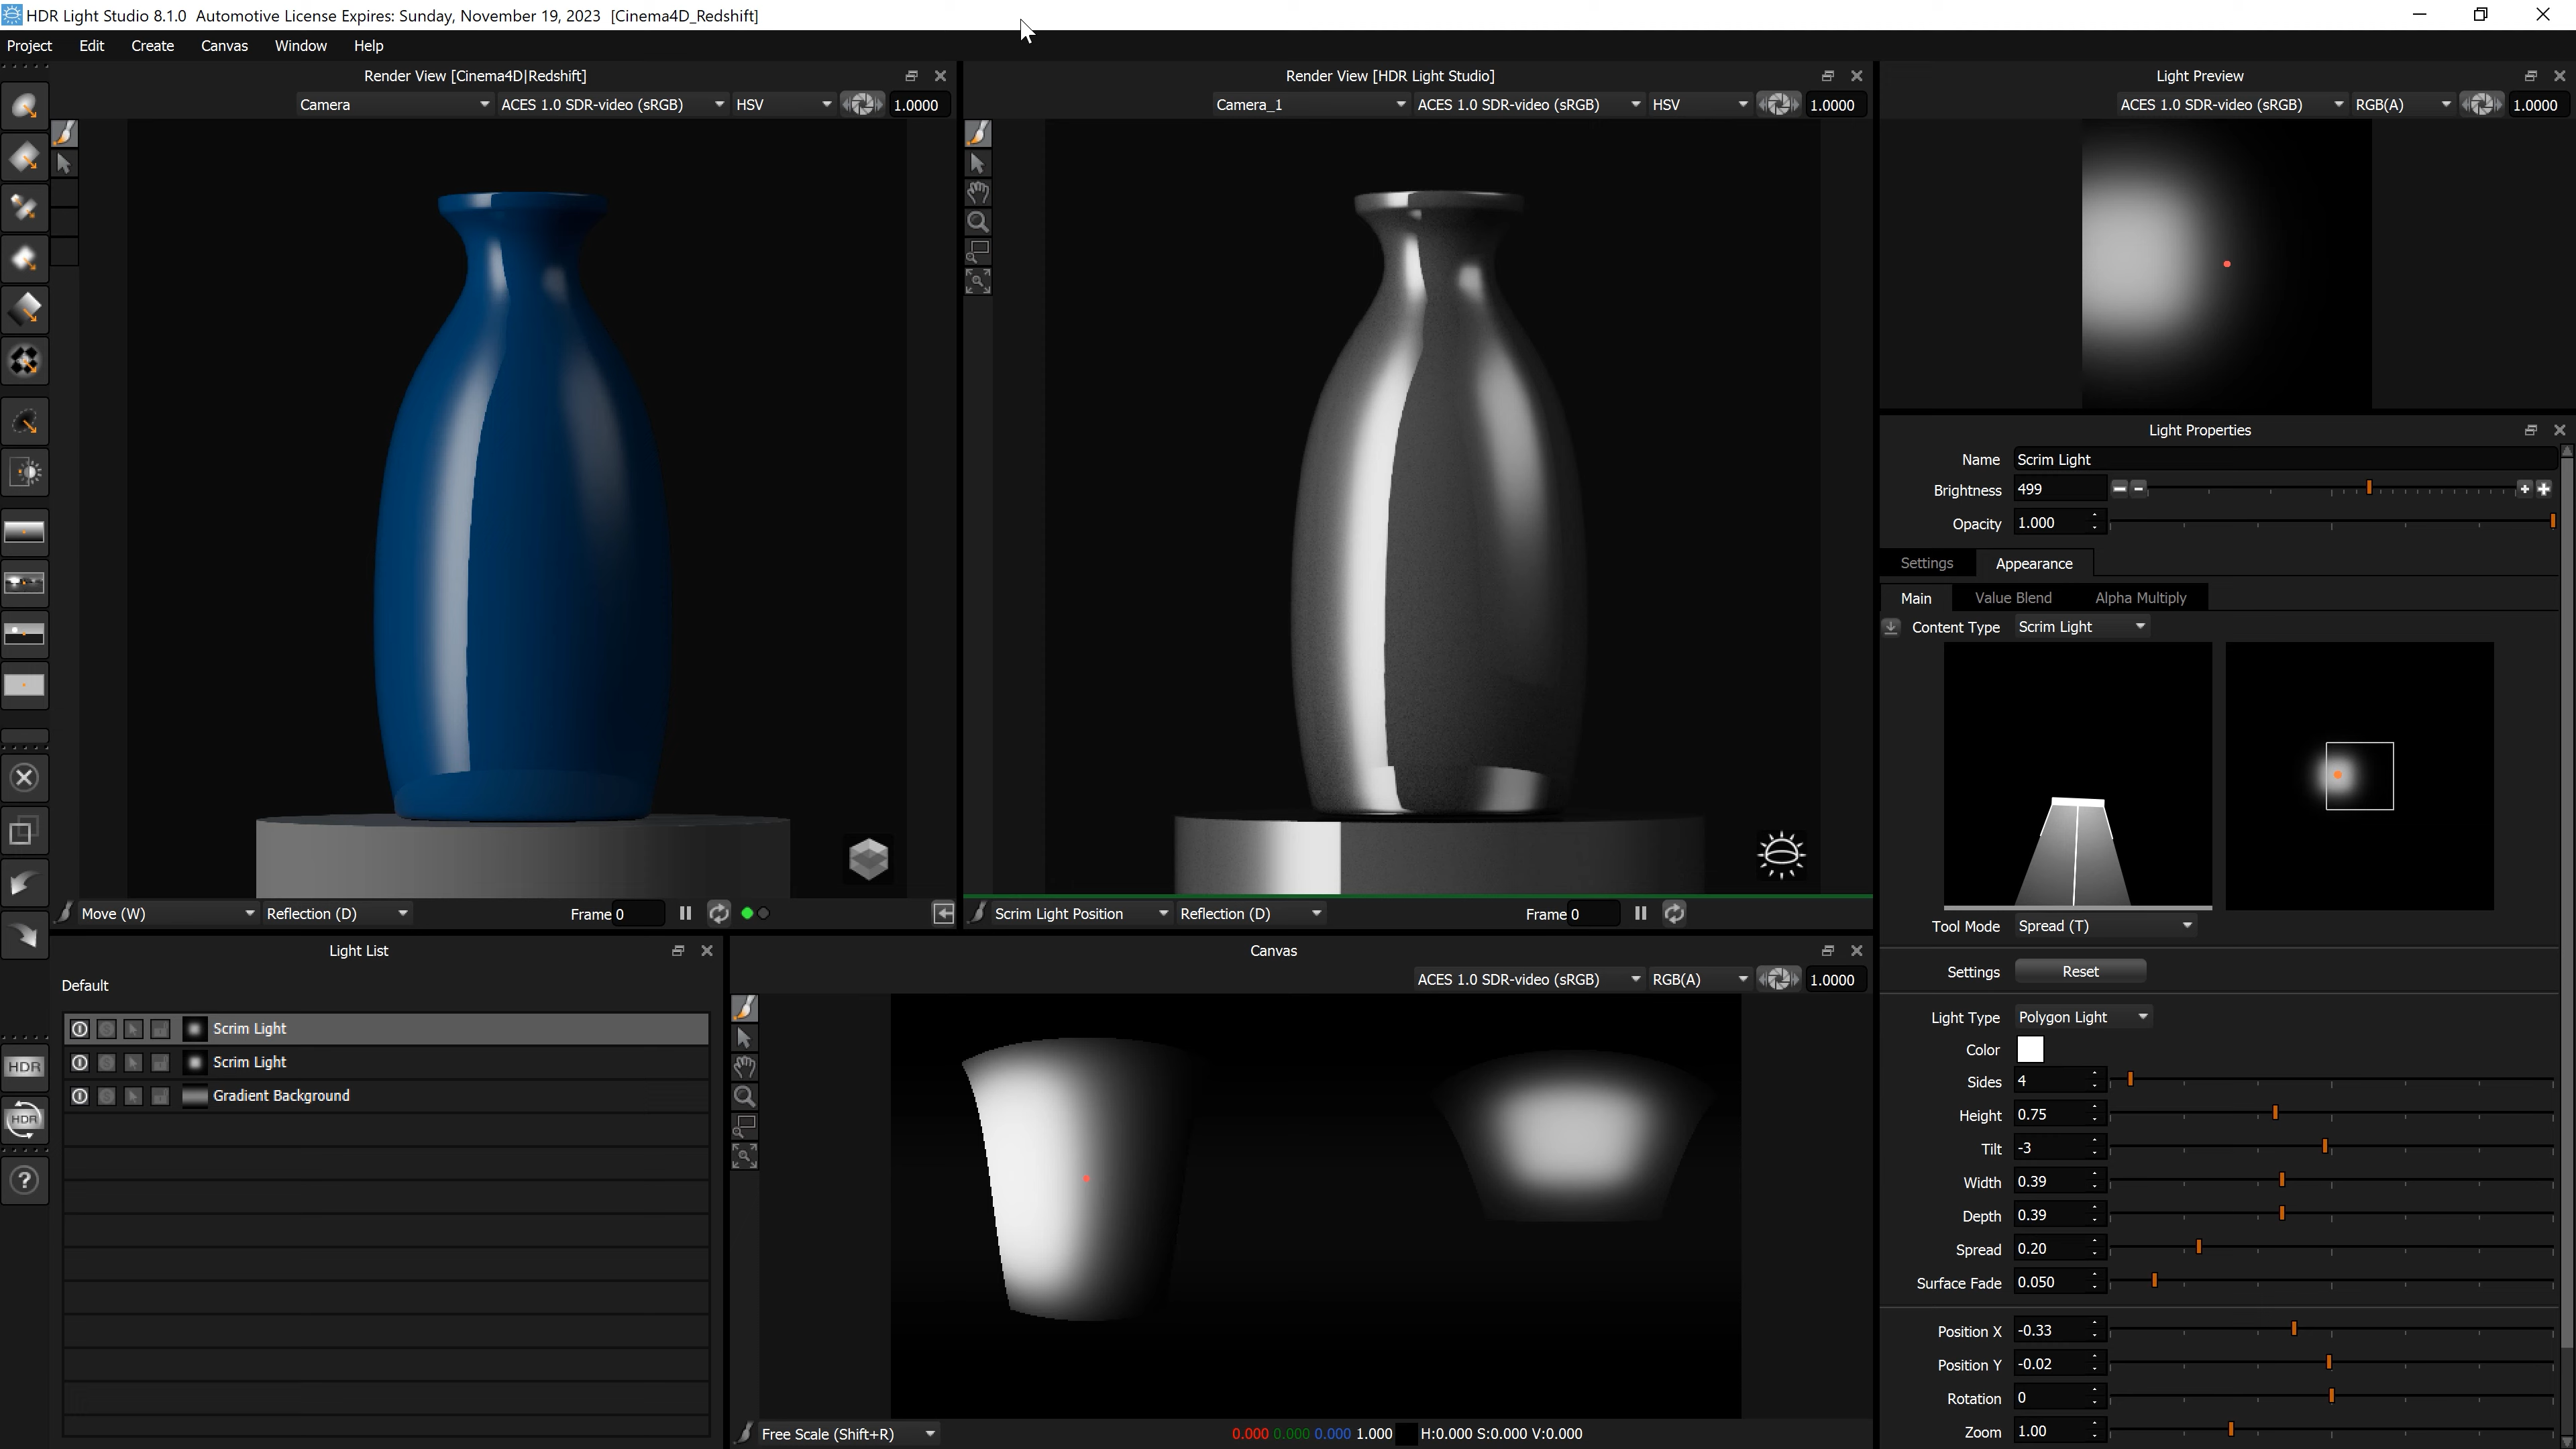 HDR Light Studio 8.1.0 Automotive License Expires: Sunday, November 19, 2023 [Cinema4D_Redshift]
Project Edit Create Canvas Window Help
Render View [Cinema4D|Redshift]
Camera ACES 1.0 SDR-video (sRGB) HSV 1.0000
Move (W) Reflection (D) Frame 0
Render View [HDR Light Studio]
Camera_1 ACES 1.0 SDR-video (sRGB) HSV 1.0000
Scrim Light Position Reflection (D) Frame 0
Light Preview
ACES 1.0 SDR-video (sRGB) RGB(A) 1.0000
Light Properties
Name Scrim Light
Brightness 499
Opacity 1.000
Settings Appearance
Main Value Blend Alpha Multiply
Content Type Scrim Light
Tool Mode Spread (T)
Settings Reset
Light Type Polygon Light
Color
Sides 4
Height 0.75
Tilt -3
Width 0.39
Depth 0.39
Spread 0.20
Surface Fade 0.050
Position X -0.33
Position Y -0.02
Rotation 0
Zoom 1.00
Light List
Default
Scrim Light
Scrim Light
Gradient Background
HDR
HDR
Canvas
ACES 1.0 SDR-video (sRGB) RGB(A) 1.0000
Free Scale (Shift+R) 0.000 0.000 0.000 1.000 H:0.000 S:0.000 V:0.000